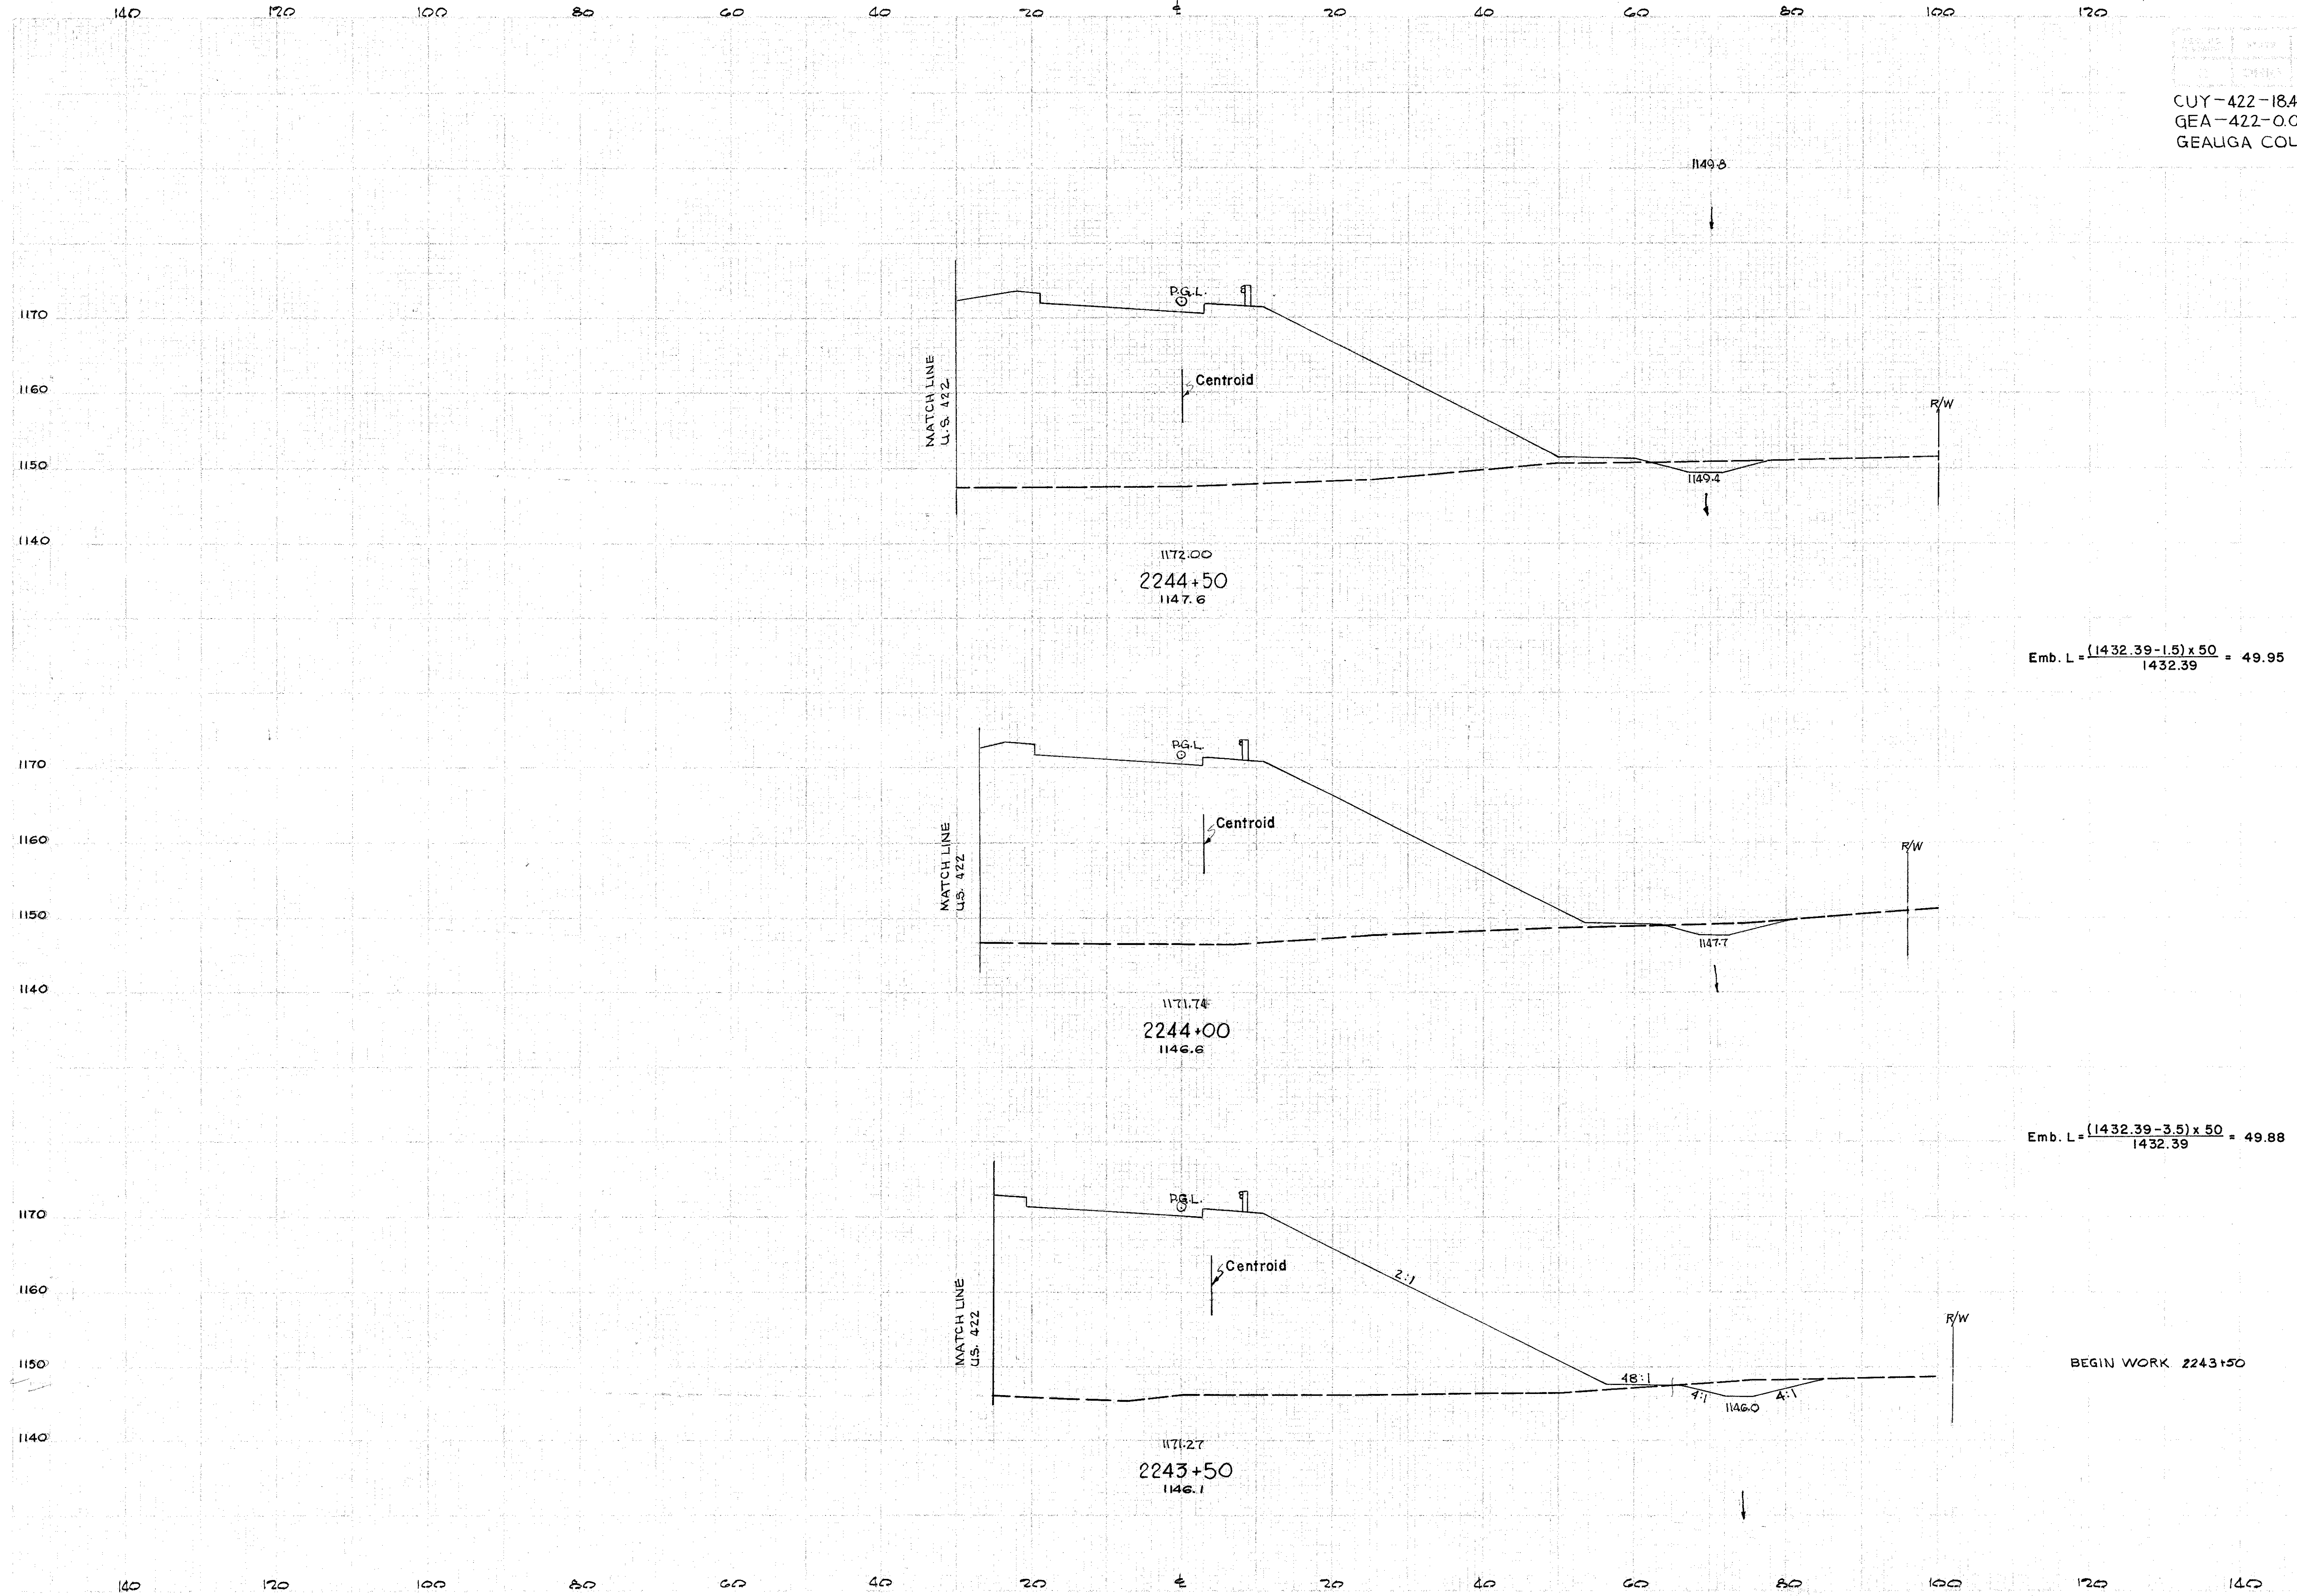 140 120 100 80 60 40 20 ℄ 20 40 60 80 100 120
CUY-422-18.4
GEA-422-0.0
GEAUGA COU
1149.8
1170
P.G.L.
1160
MATCH LINE
U.S. 422
Centroid
R/W
1150
1149.4
1140
1172.00
2244+50
1147.6
Emb. L = (1432.39-1.5) x 50 / 1432.39 = 49.95
1170
P.G.L.
1160
MATCH LINE
U.S. 422
Centroid
R/W
1150
1147.7
1140
1171.74
2244+00
1146.6
Emb. L = (1432.39-3.5) x 50 / 1432.39 = 49.88
1170
P.G.L.
1160
MATCH LINE
U.S. 422
Centroid
2:1
R/W
1150
BEGIN WORK 2243+50
48:1
4:1
4:1
1146.0
1140
1171.27
2243+50
1146.1
140 120 100 80 60 40 20 ℄ 20 40 60 80 100 120 140